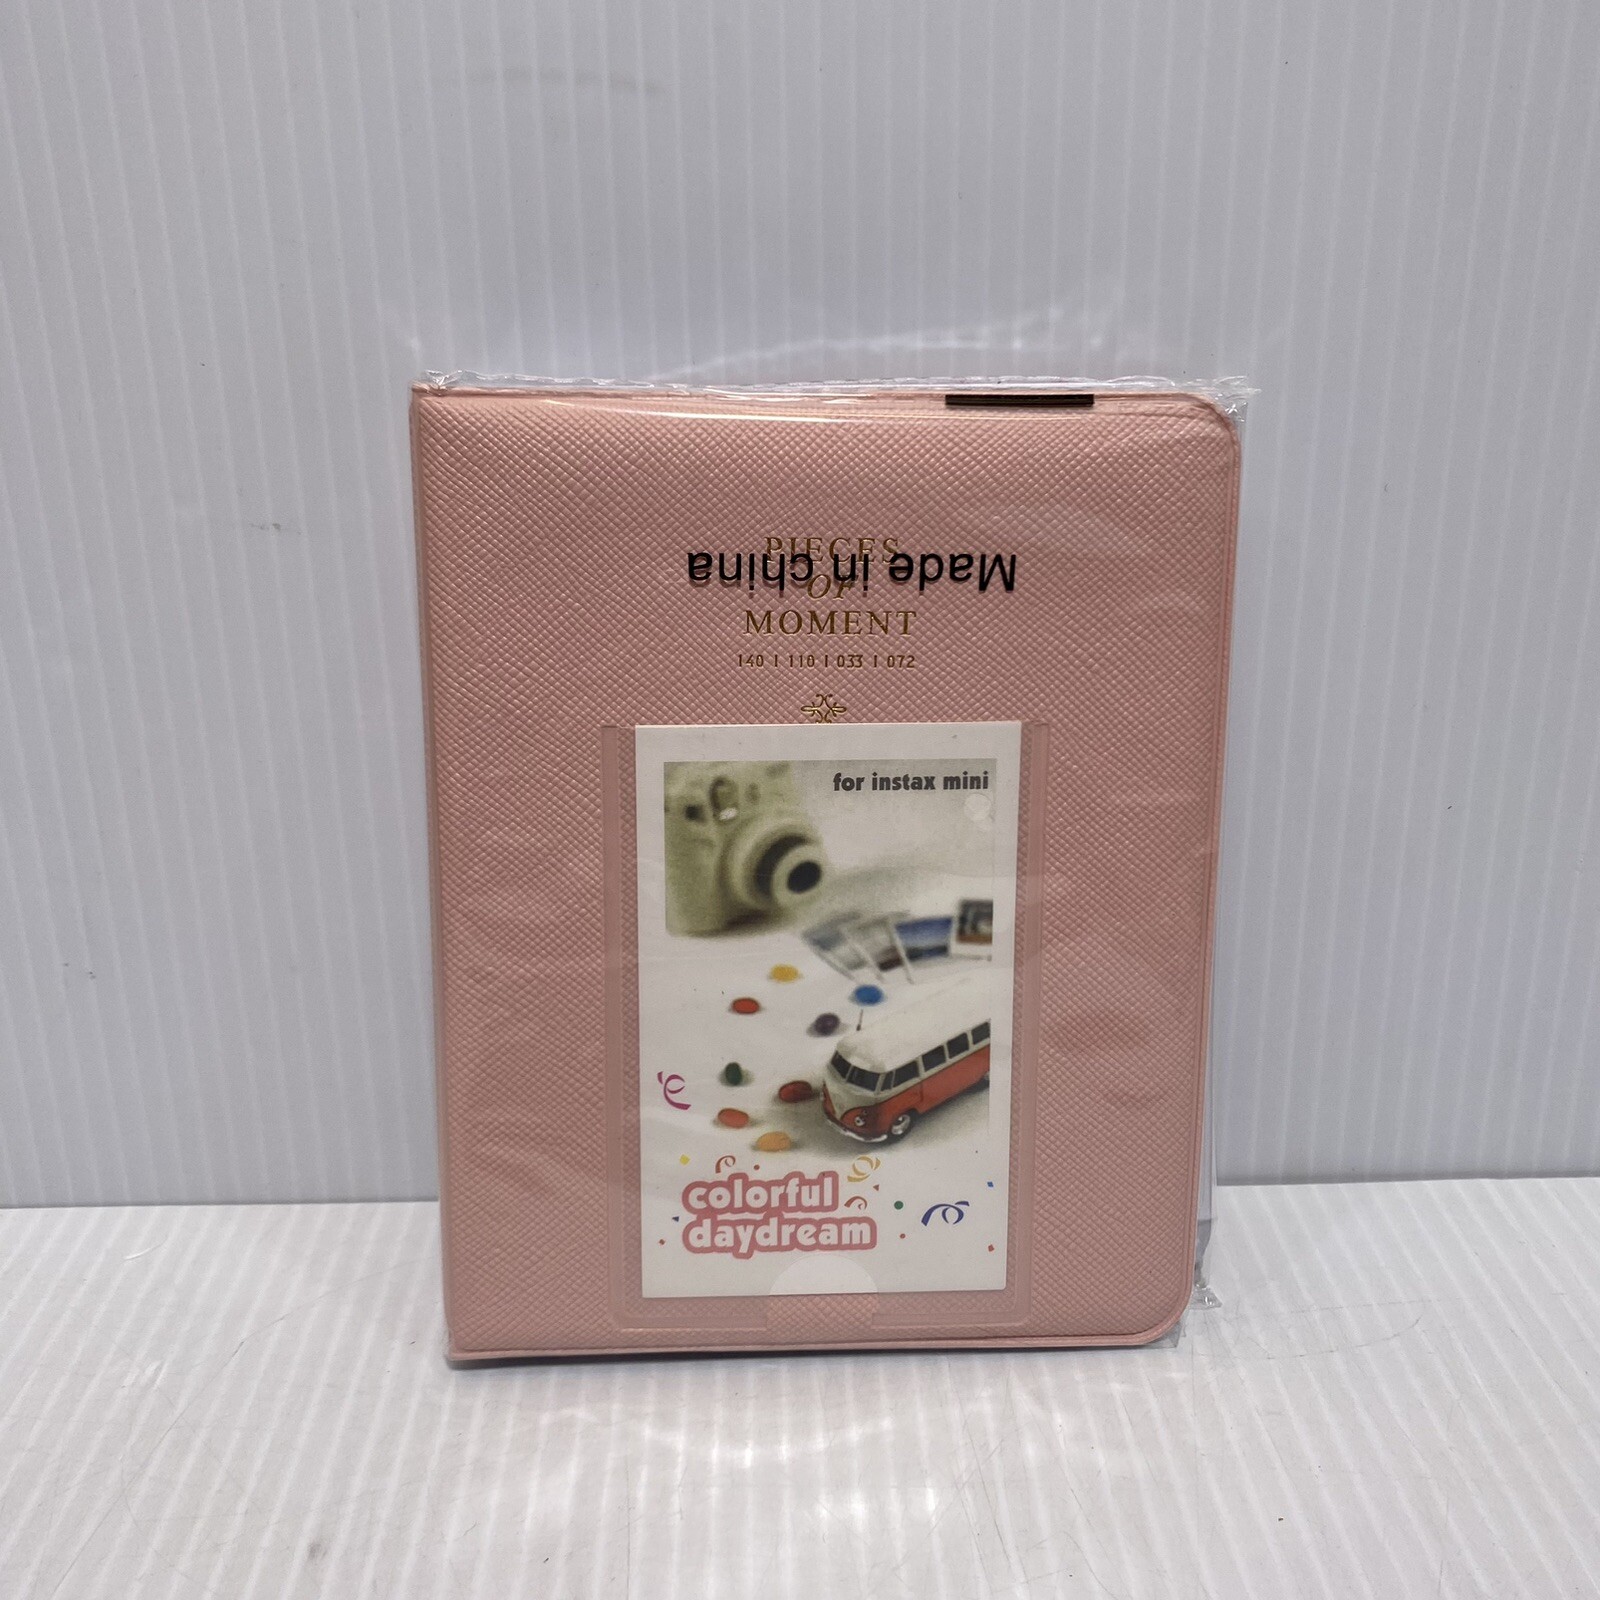 PIECES
OF
MOMENT
140 | 110 | 033 | 072
Made in china
for instax mini
colorful
daydream